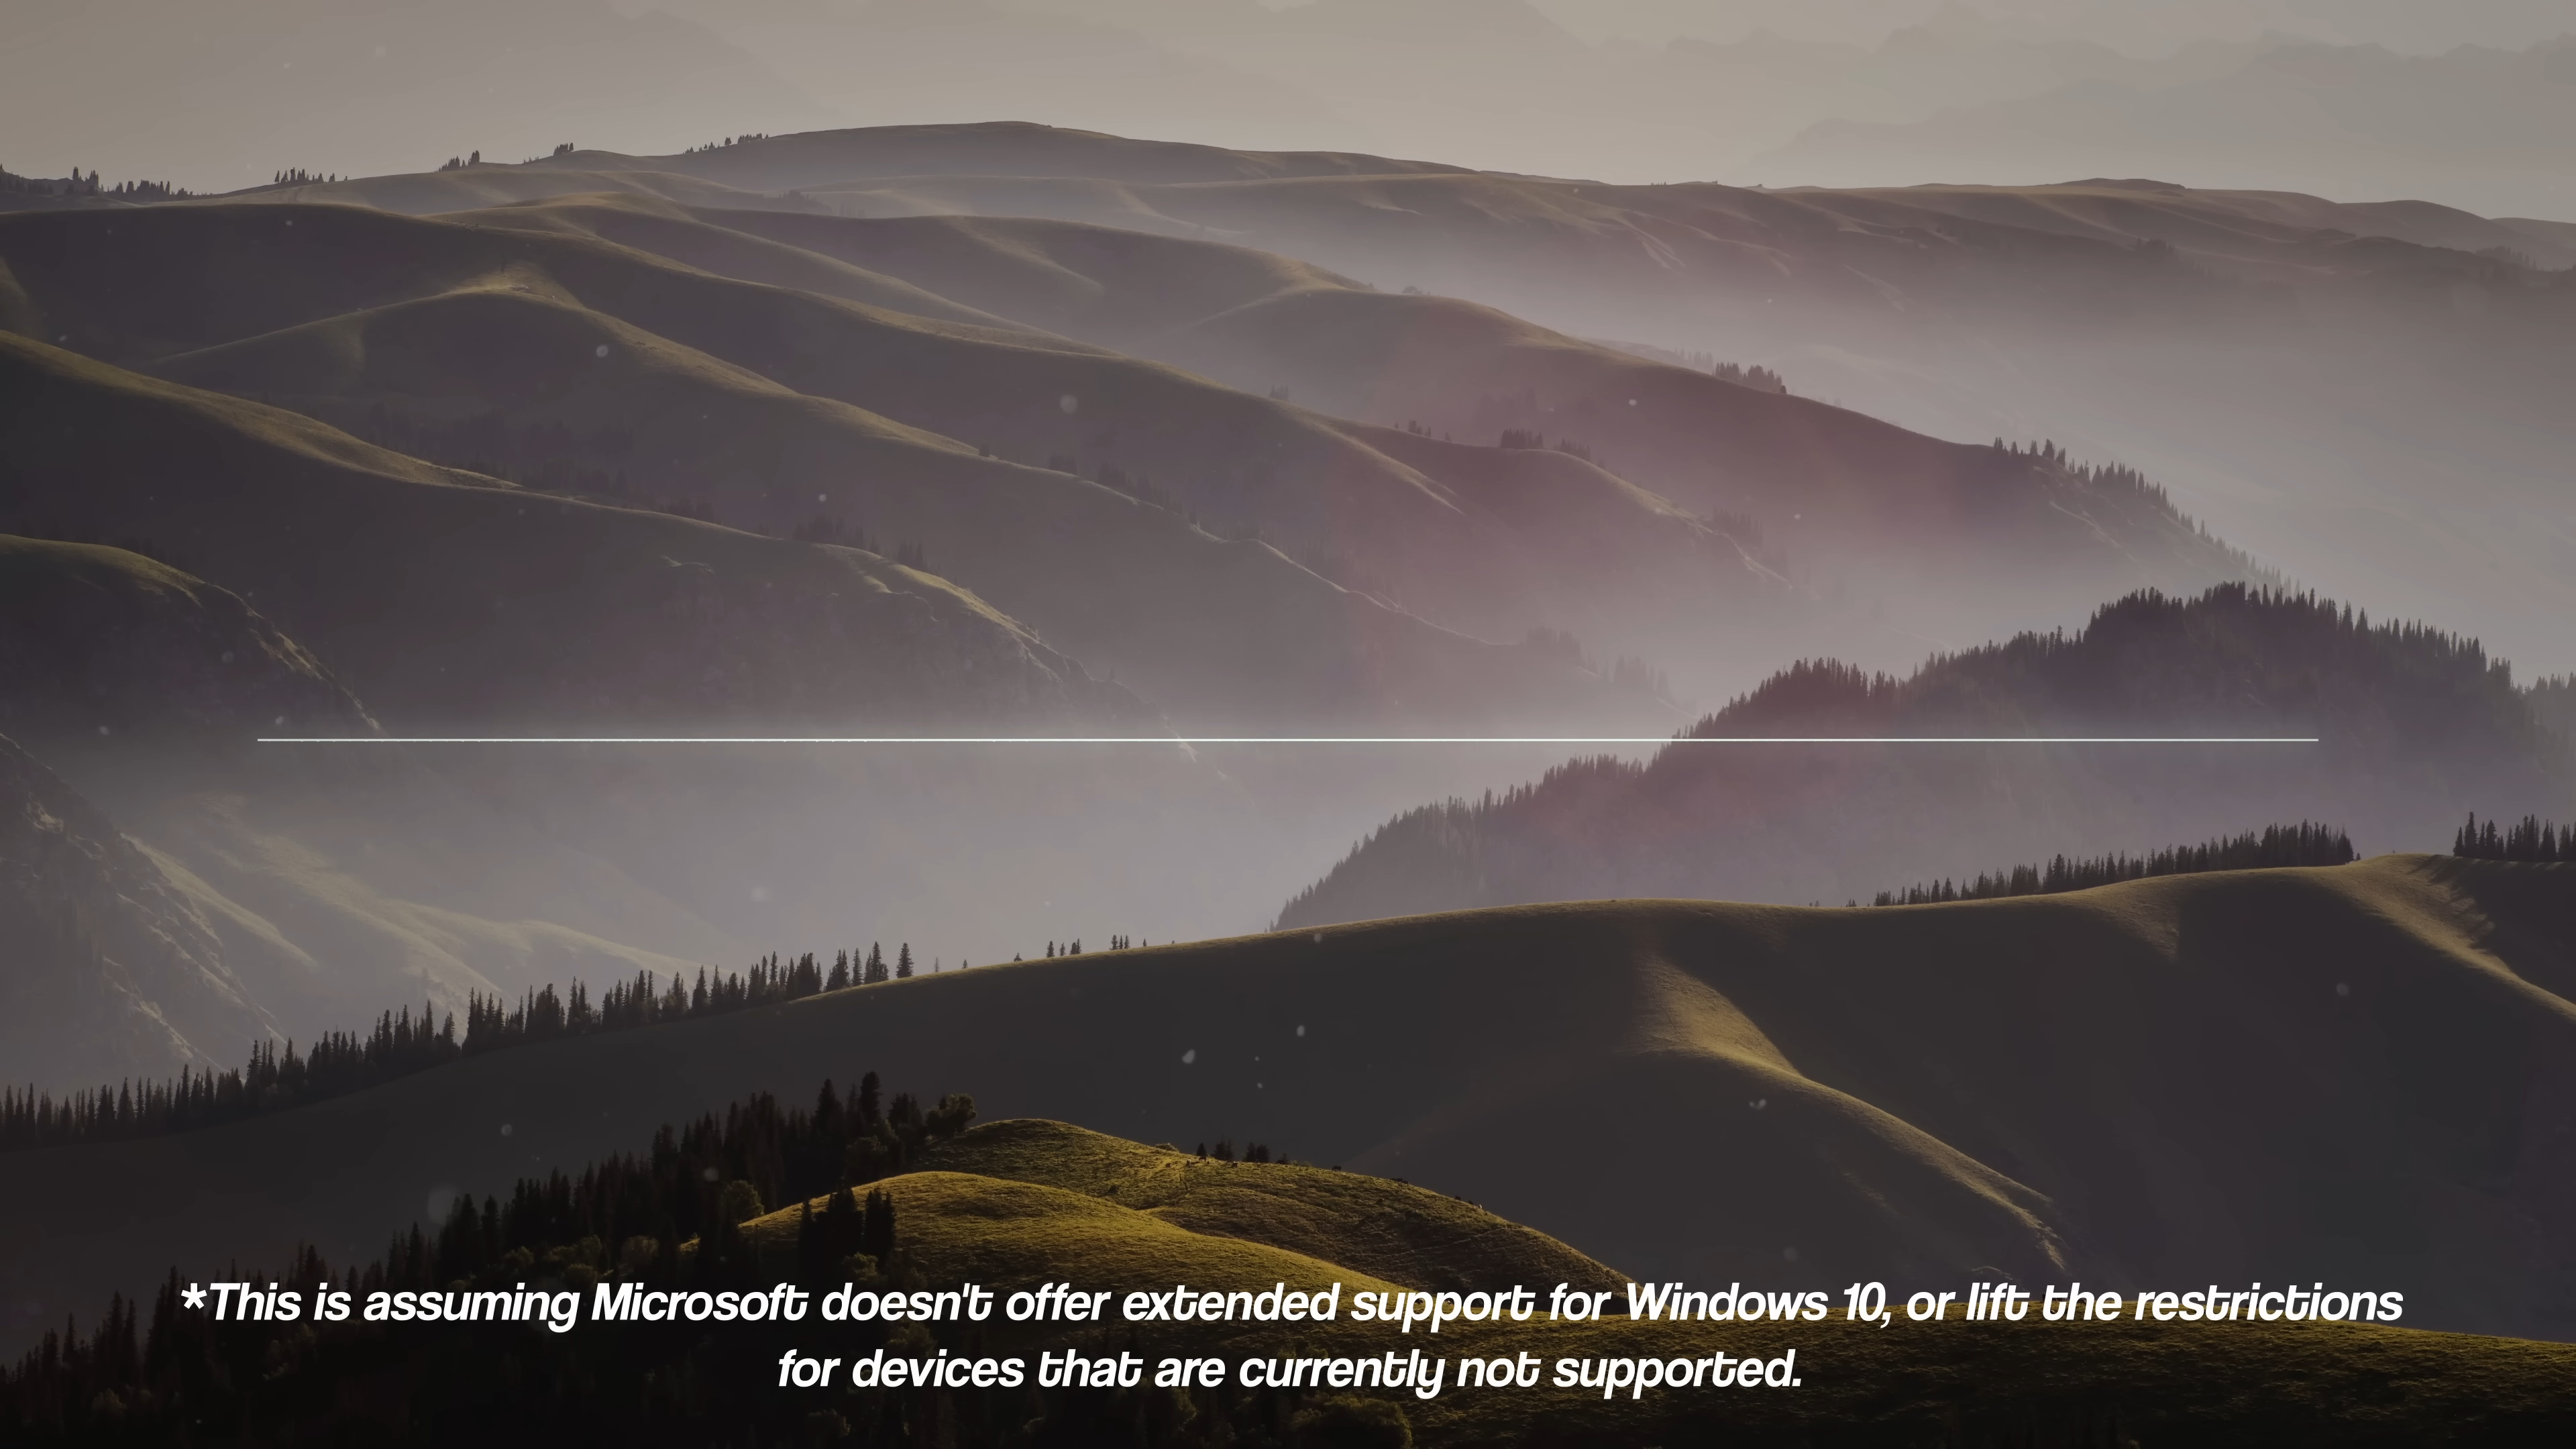 *This is assuming Microsoft doesn't offer extended support for Windows 10, or lift the restrictions
for devices that are currently not supported.